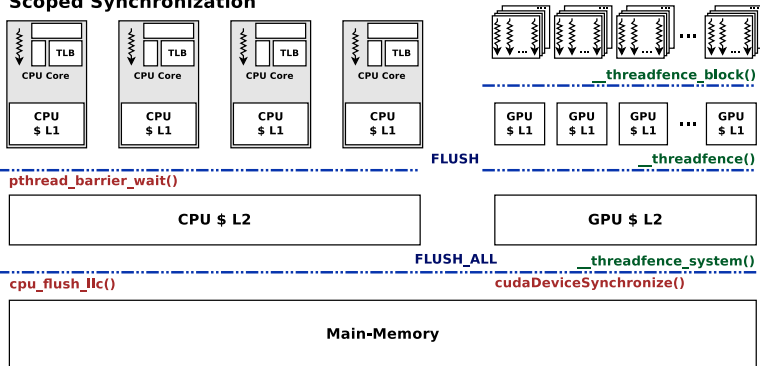 Scoped Synchronization
TLB TLB TLB TLB
CPU Core CPU Core CPU Core CPU Core
... ... ... ... ...
__threadfence_block()
CPU $ L1 CPU $ L1 CPU $ L1 CPU $ L1
GPU $ L1 GPU $ L1 GPU $ L1 ... GPU $ L1
FLUSH
__threadfence()
pthread_barrier_wait()
CPU $ L2
GPU $ L2
FLUSH_ALL
__threadfence_system()
cpu_flush_llc()
cudaDeviceSynchronize()
Main-Memory